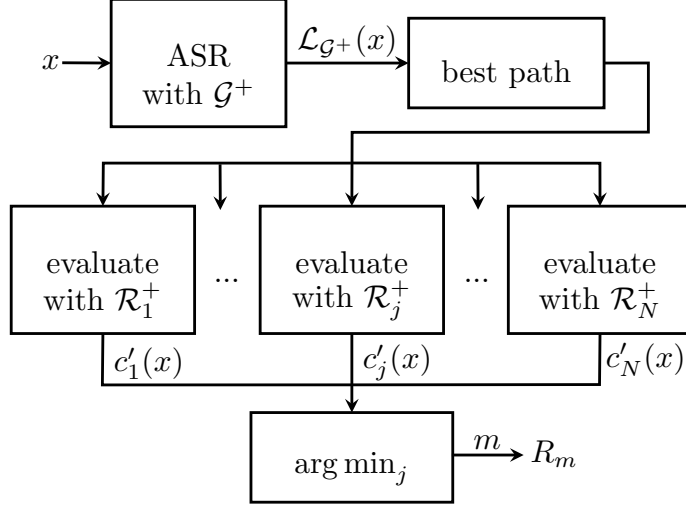 x
ASR
with 𝒢⁺
ℒ_𝒢⁺(x)
best path
evaluate
with ℛ₁⁺
...
evaluate
with ℛⱼ⁺
...
evaluate
with ℛ_N⁺
c′₁(x)
c′ⱼ(x)
c′_N(x)
arg minⱼ
m
R_m